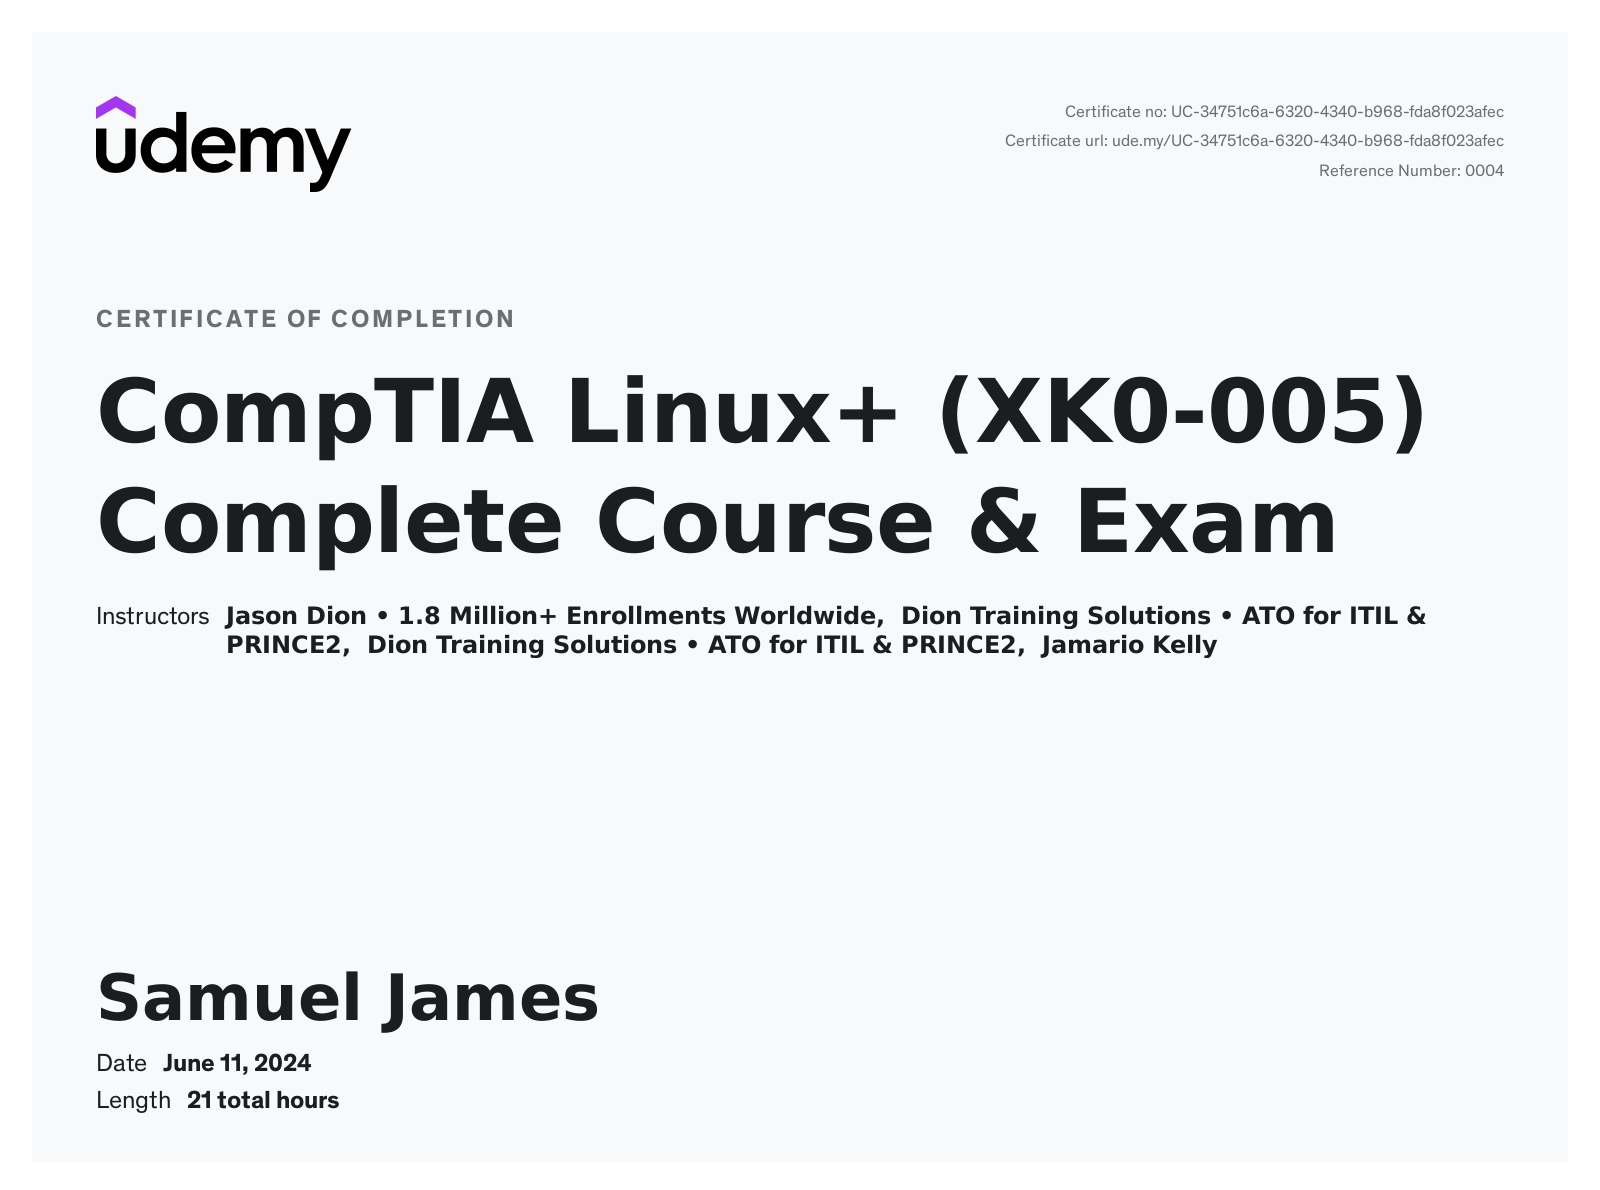 udemy
Certificate no: UC-34751c6a-6320-4340-b968-fda8f023afec
Certificate url: ude.my/UC-34751c6a-6320-4340-b968-fda8f023afec
Reference Number: 0004
CERTIFICATE OF COMPLETION
CompTIA Linux+ (XK0-005)
Complete Course & Exam
Instructors Jason Dion • 1.8 Million+ Enrollments Worldwide, Dion Training Solutions • ATO for ITIL &
PRINCE2, Dion Training Solutions • ATO for ITIL & PRINCE2, Jamario Kelly
Samuel James
Date June 11, 2024
Length 21 total hours